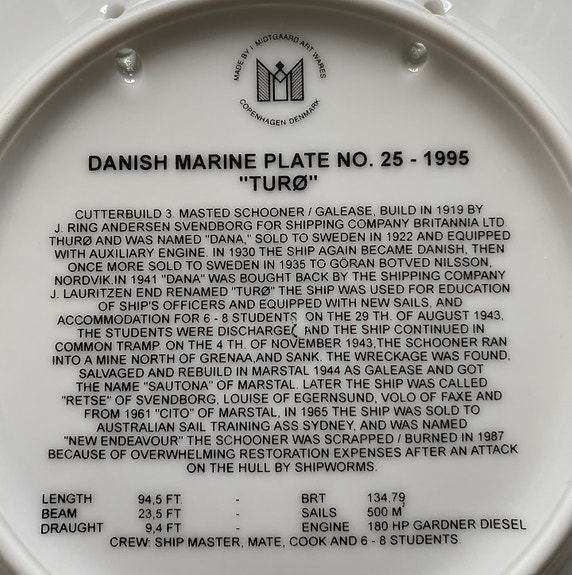 MADE BY I. MIDTGAARD ART WARES
COPENHAGEN DENMARK
DANISH MARINE PLATE NO. 25 - 1995
"TURØ"
CUTTERBUILD 3. MASTED SCHOONER / GALEASE, BUILD IN 1919 BY
J. RING ANDERSEN SVENDBORG FOR SHIPPING COMPANY BRITANNIA LTD.
THURØ AND WAS NAMED "DANA," SOLD TO SWEDEN IN 1922 AND EQUIPPED
WITH AUXILIARY ENGINE. IN 1930 THE SHIP AGAIN BECAME DANISH, THEN
ONCE MORE SOLD TO SWEDEN IN 1935 TO GÖRAN BOTVED NILSSON,
NORDVIK.IN 1941 "DANA" WAS BOUGHT BACK BY THE SHIPPING COMPANY
J. LAURITZEN END RENAMED "TURØ" THE SHIP WAS USED FOR EDUCATION
OF SHIP'S OFFICERS AND EQUIPPED WITH NEW SAILS, AND
ACCOMMODATION FOR 6 - 8 STUDENTS ON THE 29 TH. OF AUGUST 1943,
THE STUDENTS WERE DISCHARGED AND THE SHIP CONTINUED IN
COMMON TRAMP. ON THE 4 TH. OF NOVEMBER 1943,THE SCHOONER RAN
INTO A MINE NORTH OF GRENAA,AND SANK. THE WRECKAGE WAS FOUND,
SALVAGED AND REBUILD IN MARSTAL 1944 AS GALEASE AND GOT
THE NAME "SAUTONA" OF MARSTAL. LATER THE SHIP WAS CALLED
"RETSE" OF SVENDBORG, LOUISE OF EGERNSUND, VOLO OF FAXE AND
FROM 1961 "CITO" OF MARSTAL, IN 1965 THE SHIP WAS SOLD TO
AUSTRALIAN SAIL TRAINING ASS SYDNEY, AND WAS NAMED
"NEW ENDEAVOUR" THE SCHOONER WAS SCRAPPED / BURNED IN 1987
BECAUSE OF OVERWHELMING RESTORATION EXPENSES AFTER AN ATTACK
ON THE HULL BY SHIPWORMS.
LENGTH 94,5 FT. - BRT 134,79
BEAM 23,5 FT. - SAILS 500 M²
DRAUGHT 9,4 FT. - ENGINE 180 HP GARDNER DIESEL
CREW: SHIP MASTER, MATE, COOK AND 6 - 8 STUDENTS.